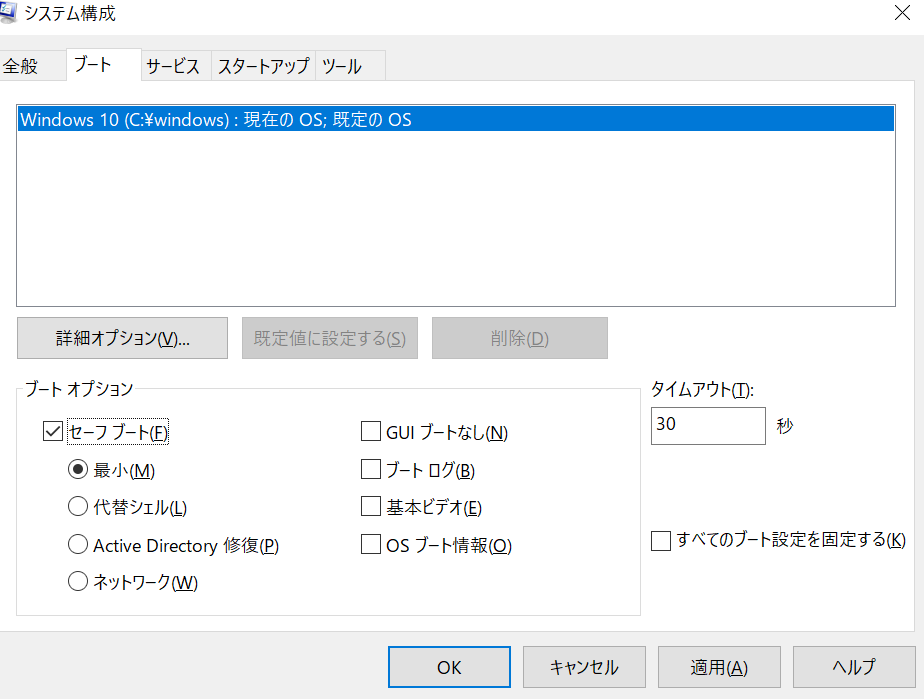 システム構成
全般 ブート サービス スタートアップ ツール
Windows 10 (C:¥windows) : 現在の OS; 既定の OS
詳細オプション(V)... 既定値に設定する(S) 削除(D)
ブート オプション
セーフ ブート(F)
最小(M)
代替シェル(L)
Active Directory 修復(P)
ネットワーク(W)
GUI ブートなし(N)
ブート ログ(B)
基本ビデオ(E)
OS ブート情報(O)
タイムアウト(T):
30 秒
すべてのブート設定を固定する(K)
OK キャンセル 適用(A) ヘルプ